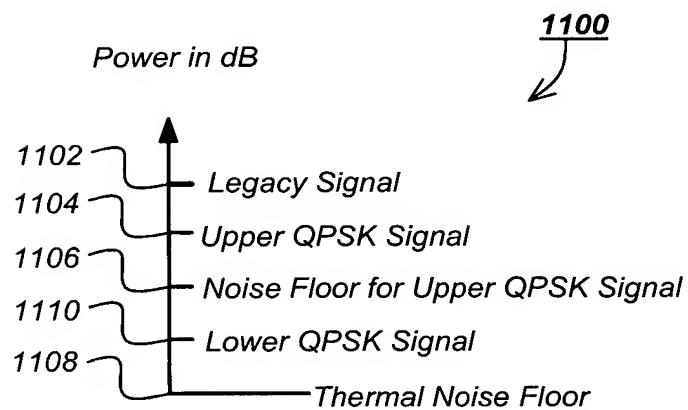 1100
Power in dB
1102 Legacy Signal
1104 Upper QPSK Signal
1106 Noise Floor for Upper QPSK Signal
1110 Lower QPSK Signal
1108 Thermal Noise Floor